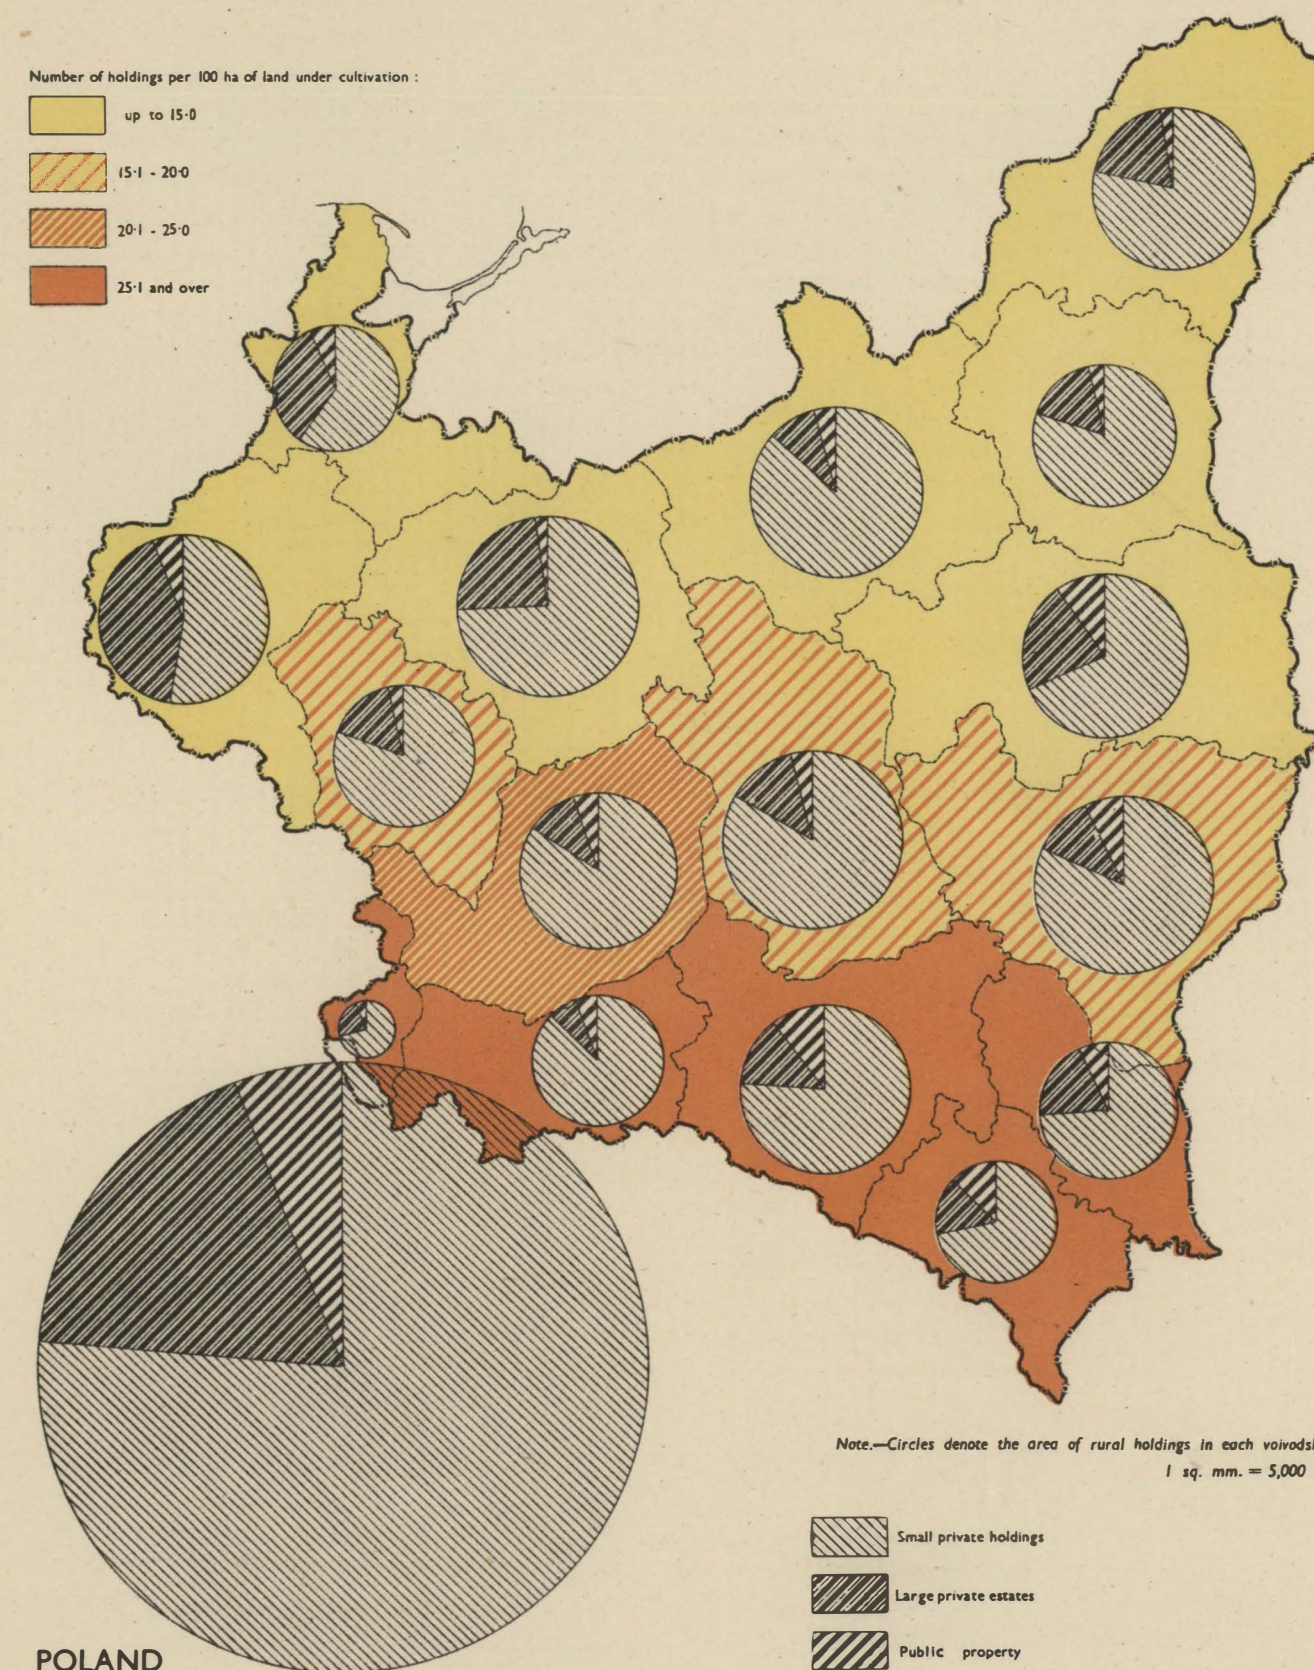 Number of holdings per 100 ha of land under cultivation :
up to 15·0
15·1 - 20·0
20·1 - 25·0
25·1 and over
Note.—Circles denote the area of rural holdings in each
1 sq. mm. = 5,000
Small private holdings
Large private estates
Public property
POLAND